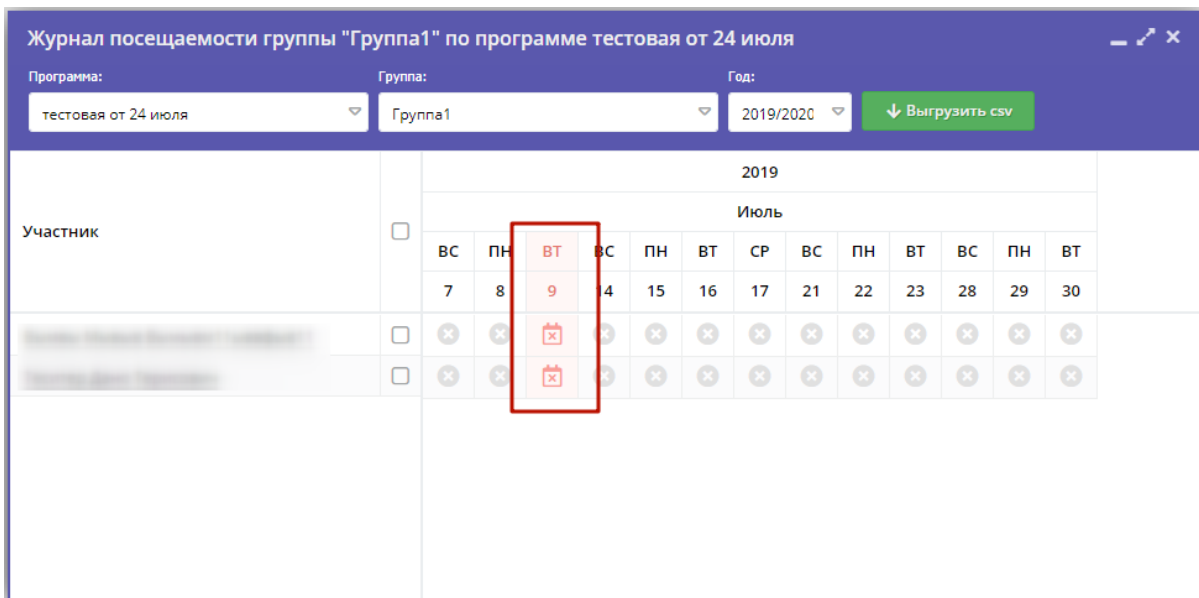 Журнал посещаемости группы "Группа1" по программе тестовая от 24 июля
Программа: Группа: Год:
тестовая от 24 июля Группа1 2019/2020 Выгрузить csv
2019
Июль
Участник
ВС ПН ВТ ВС ПН ВТ СР ВС ПН ВТ ВС ПН ВТ
7 8 9 14 15 16 17 21 22 23 28 29 30